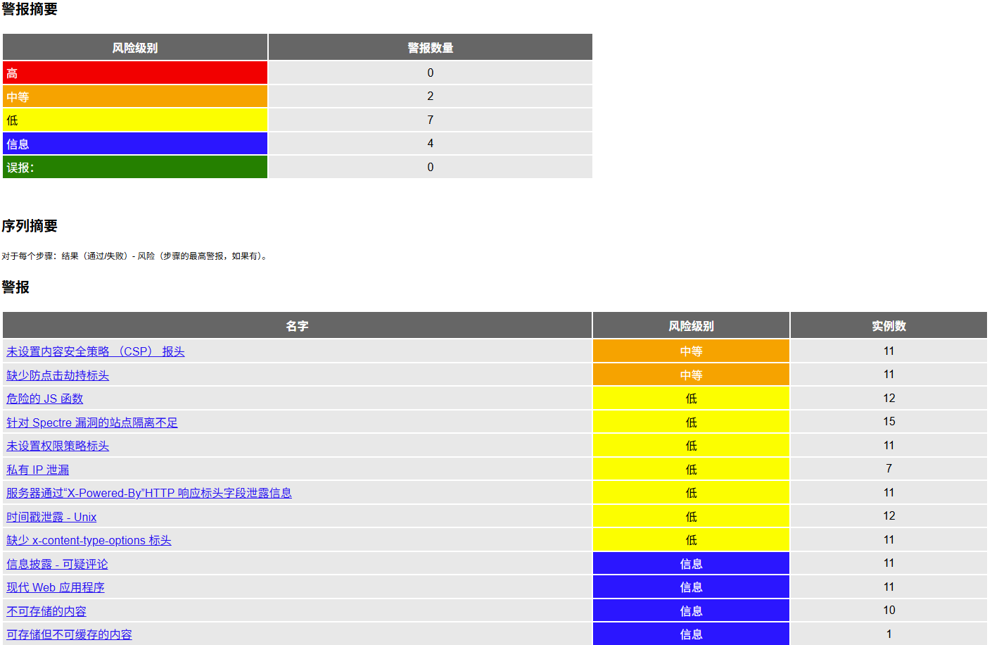 警报摘要
风险级别 警报数量
高 0
中等 2
低 7
信息 4
误报： 0
序列摘要
对于每个步骤：结果（通过/失败）- 风险（步骤的最高警报，如果有）。
警报
名字 风险级别 实例数
未设置内容安全策略 （CSP） 报头 中等 11
缺少防点击劫持标头 中等 11
危险的 JS 函数 低 12
针对 Spectre 漏洞的站点隔离不足 低 15
未设置权限策略标头 低 11
私有 IP 泄漏 低 7
服务器通过“X-Powered-By”HTTP 响应标头字段泄露信息 低 11
时间戳泄露 - Unix 低 12
缺少 x-content-type-options 标头 低 11
信息披露 - 可疑评论 信息 11
现代 Web 应用程序 信息 11
不可存储的内容 信息 10
可存储但不可缓存的内容 信息 1